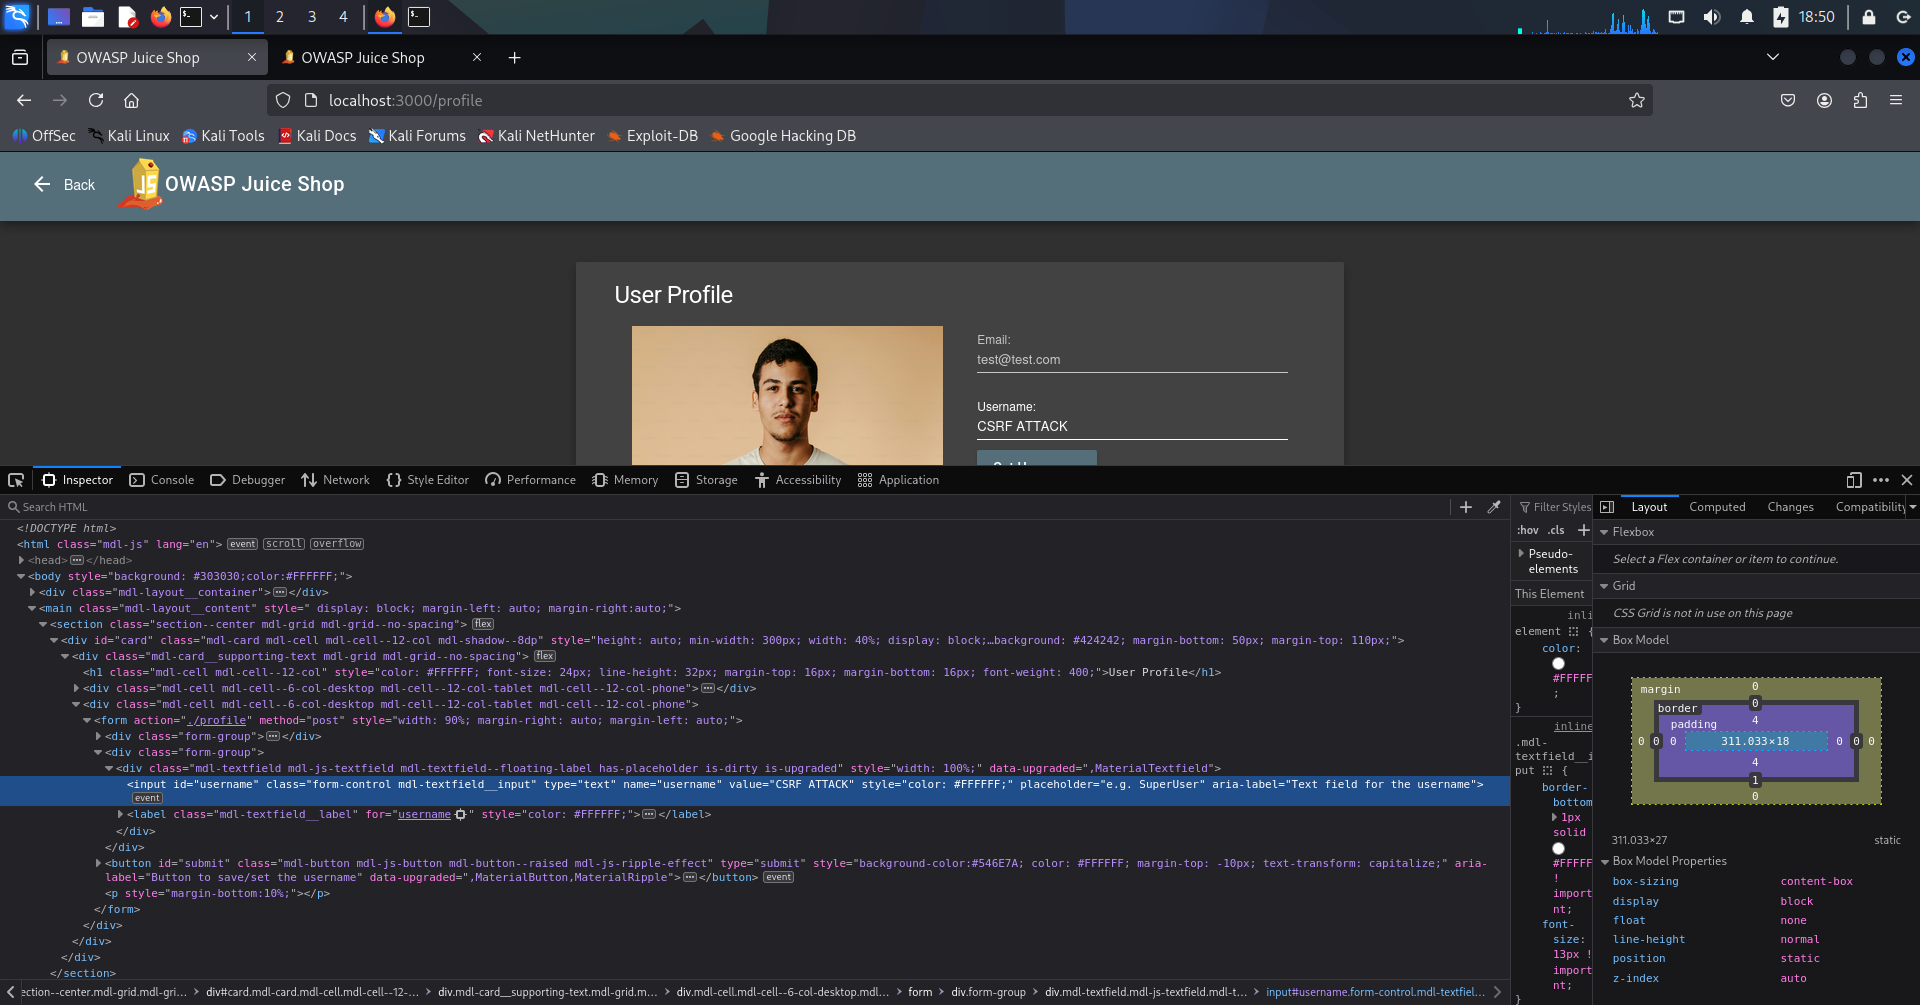 1 2 3 4 18:50
OWASP Juice Shop OWASP Juice Shop
localhost:3000/profile
OffSec Kali Linux Kali Tools Kali Docs Kali Forums Kali NetHunter Exploit-DB Google Hacking DB
Back OWASP Juice Shop
User Profile
Email:
test@test.com
Username:
CSRF ATTACK
Inspector Console Debugger Network Style Editor Performance Memory Storage Accessibility Application
Search HTML
<!DOCTYPE html>
<html class="mdl-js" lang="en"> event scroll overflow
<head></head>
<body style="background: #303030;color:#FFFFFF;">
<div class="mdl-layout__container"></div>
<main class="mdl-layout__content" style=" display: block; margin-left: auto; margin-right:auto;">
<section class="section--center mdl-grid mdl-grid--no-spacing"> flex
<div id="card" class="mdl-card mdl-cell mdl-cell--12-col mdl-shadow--8dp" style="height: auto; min-width: 300px; width: 40%; display: block;…background: #424242; margin-bottom: 50px; margin-top: 110px;">
<div class="mdl-card__supporting-text mdl-grid mdl-grid--no-spacing"> flex
<h1 class="mdl-cell mdl-cell--12-col" style="color: #FFFFFF; font-size: 24px; line-height: 32px; margin-top: 16px; margin-bottom: 16px; font-weight: 400;">User Profile</h1>
<div class="mdl-cell mdl-cell--6-col-desktop mdl-cell--12-col-tablet mdl-cell--12-col-phone"></div>
<div class="mdl-cell mdl-cell--6-col-desktop mdl-cell--12-col-tablet mdl-cell--12-col-phone">
<form action="./profile" method="post" style="width: 90%; margin-right: auto; margin-left: auto;">
<div class="form-group"></div>
<div class="form-group">
<div class="mdl-textfield mdl-js-textfield mdl-textfield--floating-label has-placeholder is-dirty is-upgraded" style="width: 100%;" data-upgraded=",MaterialTextfield">
<input id="username" class="form-control mdl-textfield__input" type="text" name="username" value="CSRF ATTACK" style="color: #FFFFFF;" placeholder="e.g. SuperUser" aria-label="Text field for the username">
event
<label class="mdl-textfield__label" for="username" style="color: #FFFFFF;"></label>
</div>
</div>
<button id="submit" class="mdl-button mdl-js-button mdl-button--raised mdl-js-ripple-effect" type="submit" style="background-color:#546E7A; color: #FFFFFF; margin-top: -10px; text-transform: capitalize;" aria-
label="Button to save/set the username" data-upgraded=",MaterialButton,MaterialRipple"></button> event
<p style="margin-bottom:10%;"></p>
</form>
</div>
</div>
</div>
</section>
ection--center.mdl-grid.mdl-gri... div#card.mdl-card.mdl-cell.mdl-cell--12-... div.mdl-card__supporting-text.mdl-grid.m... div.mdl-cell.mdl-cell--6-col-desktop.mdl... form div.form-group div.mdl-textfield.mdl-js-textfield.mdl-t... input#username.form-control.mdl-textfiel...
Filter Styles
:hov .cls +
Pseudo-
elements
This Element
inli
element {
color:
#FFFFF
;
}
inline
.mdl-
textfield__i
put {
border-
bottom
1px
solid
#FFFFF
!
import
nt;
font-
size:
13px !
import
nt;
}
Layout Computed Changes Compatibility
Flexbox
Select a Flex container or item to continue.
Grid
CSS Grid is not in use on this page
Box Model
margin 0
border 0
padding 4
0 0 0 311.033×18 0 0 0
4
1
0
311.033×27 static
Box Model Properties
box-sizing content-box
display block
float none
line-height normal
position static
z-index auto